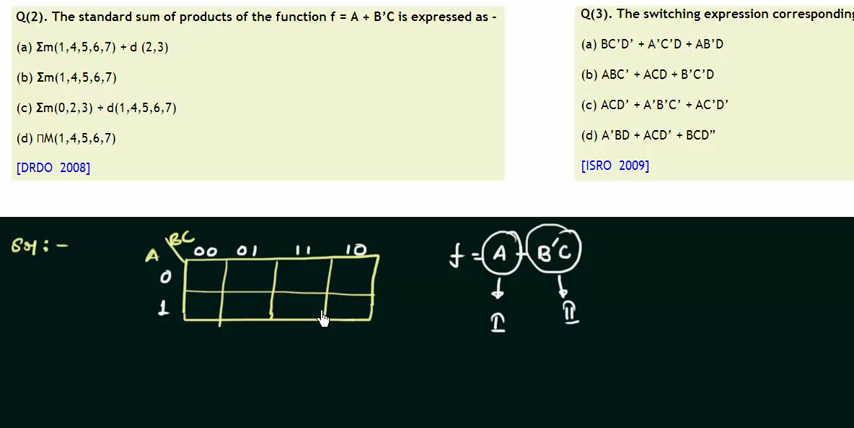 Q(2). The standard sum of products of the function f = A + B'C is expressed as -
(a) Σm(1,4,5,6,7) + d (2,3)
(b) Σm(1,4,5,6,7)
(c) Σm(0,2,3) + d(1,4,5,6,7)
(d) ΠM(1,4,5,6,7)
[DRDO 2008]
Q(3). The switching expression corresponding
(a) BC'D' + A'C'D + AB'D
(b) ABC' + ACD + B'C'D
(c) ACD' + A'B'C' + AC'D'
(d) A'BD + ACD' + BCD''
[ISRO 2009]
Sol :-
BC
A 00 01 11 10
0
1
f = A + B'C
I II